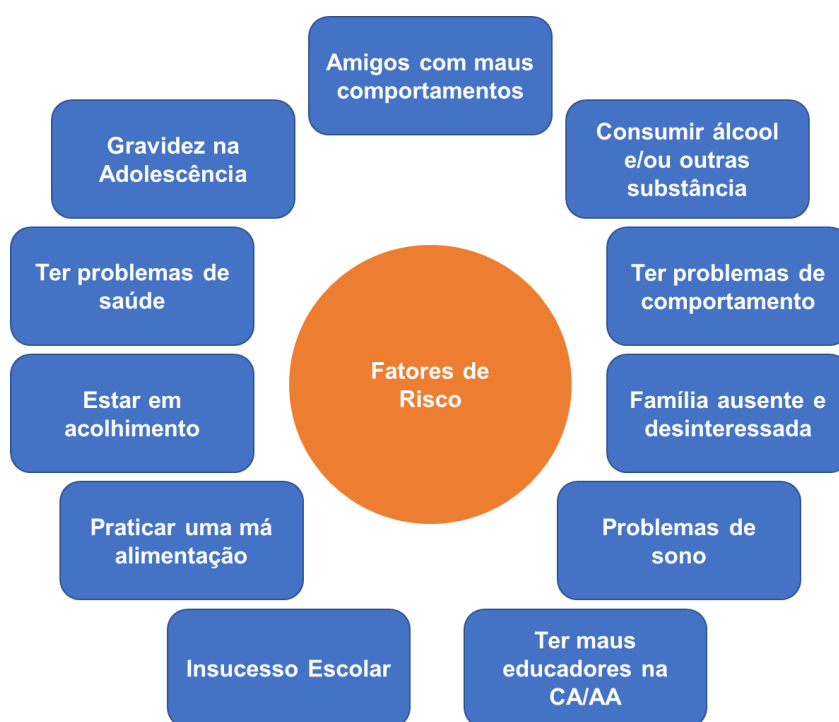 Amigos com maus
comportamentos
Consumir álcool
e/ou outras
substância
Ter problemas de
comportamento
Família ausente e
desinteressada
Problemas de
sono
Ter maus
educadores na
CA/AA
Insucesso Escolar
Praticar uma má
alimentação
Estar em
acolhimento
Ter problemas de
saúde
Gravidez na
Adolescência
Fatores de
Risco